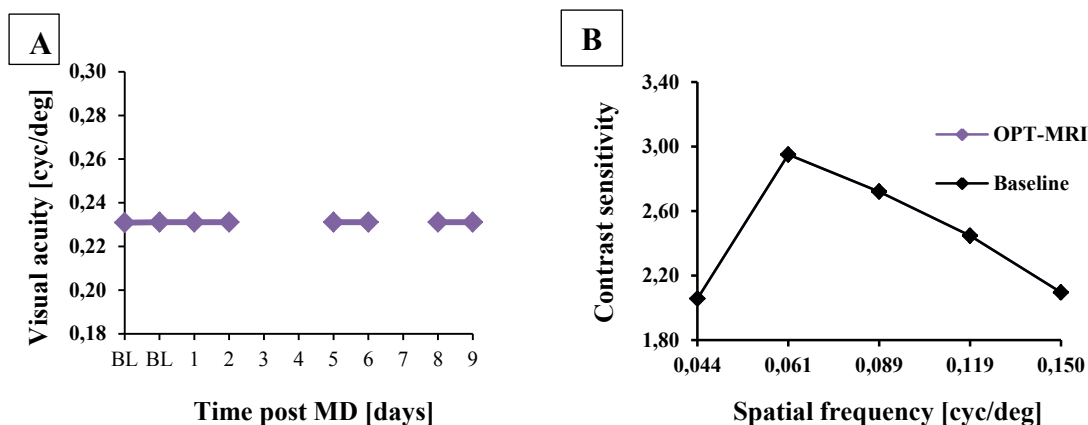 A
Visual acuity [cyc/deg]
0,30
0,28
0,26
0,24
0,22
0,20
0,18
BL BL 1 2 3 4 5 6 7 8 9
Time post MD [days]
B
Contrast sensitivity
3,40
3,00
2,60
2,20
1,80
OPT-MRI
Baseline
0,044 0,061 0,089 0,119 0,150
Spatial frequency [cyc/deg]